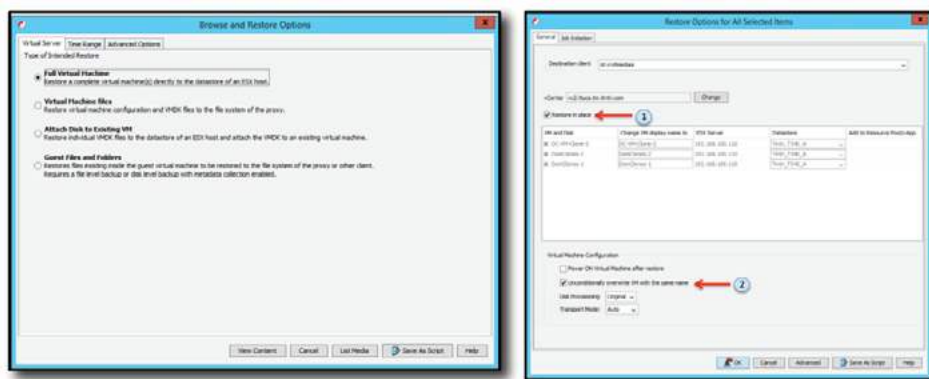 Browse and Restore Options
Virtual Server
Time Range
Advanced Options
Type of Intended Restore
Full Virtual Machine
Restore a complete virtual machine(s) directly to the datastore of an ESX host.
Virtual Machine files
Restore virtual machine configuration and VMDK files to the file system of the proxy.
Attach Disk to Existing VM
Restore individual VMDK files to the datastore of an ESX host and attach the VMDK to an existing virtual machine.
Guest Files and Folders
Restores files existing inside the guest virtual machine to be restored to the file system of the proxy or other client.
Requires a file level backup or disk level backup with metadata collection enabled.
View Content
Cancel
List Media
Save As Script
Help
Restore Options for All Selected Items
General
Job Initiation
Destination client
vCenter
Change
Restore in place
1
VM and Disk
Change VM display name to
ESX Server
Datastore
Virtual Machine Configuration
Power ON Virtual Machine after restore
Unconditionally overwrite VM with the same name
2
Disk Provisioning
Original
Transport Mode
Auto
OK
Cancel
Advanced
Save As Script
Help